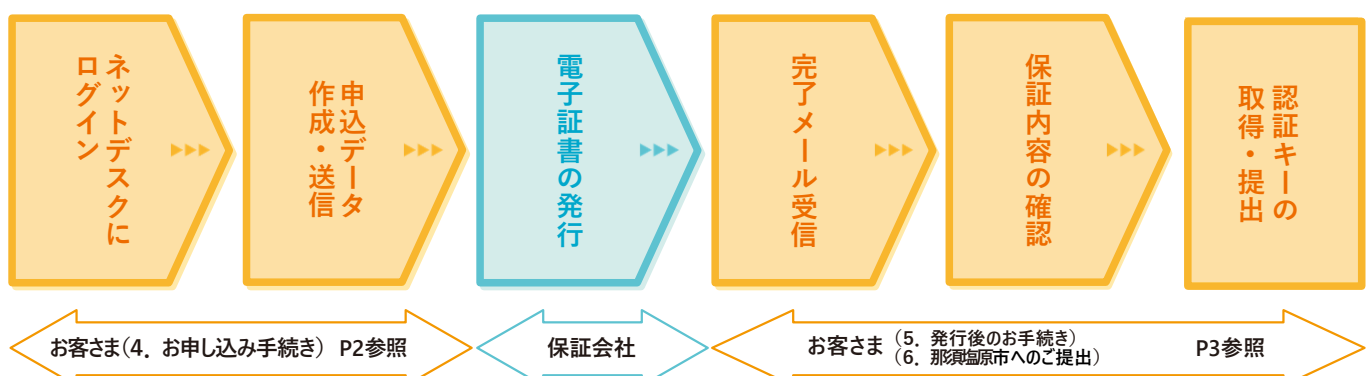 ネットデスクに
ログイン
申込データ
作成・送信
電子証書の発行
完了メール受信
保証内容の確認
認証キーの
取得・提出
お客さま（4．お申し込み手続き） P2参照
保証会社
お客さま（5．発行後のお手続き）
（6．那須塩原市へのご提出）
P3参照